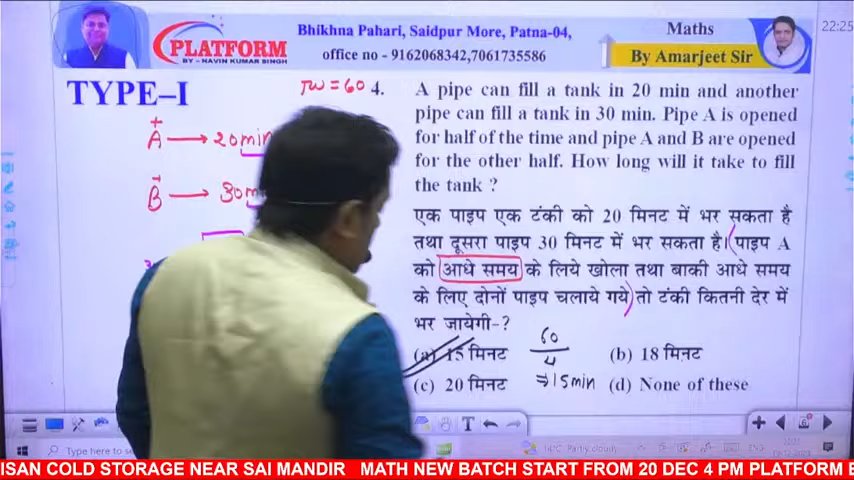 22:25
PLATFORM
BY - NAVIN KUMAR SINGH
Bhikhna Pahari, Saidpur More, Patna-04,
office no - 9162068342,7061735586
Maths
By Amarjeet Sir
TYPE–I
TW = 60
4. A pipe can fill a tank in 20 min and another
pipe can fill a tank in 30 min. Pipe A is opened
for half of the time and pipe A and B are opened
for the other half. How long will it take to fill
the tank ?
+
A → 20min
B → 30m
एक पाइप एक टंकी को 20 मिनट में भर सकता है
तथा दूसरा पाइप 30 मिनट में भर सकता है। (पाइप A
को आधे समय के लिये खोला तथा बाकी आधे समय
के लिए दोनों पाइप चलाये गये) तो टंकी कितनी देर में
भर जायेगी-?
60
4
⇒15min
(a) 15 मिनट
(b) 18 मिनट
(c) 20 मिनट
(d) None of these
Type here to
14°C Partly cloudy
ENG
ISAN COLD STORAGE NEAR SAI MANDIR MATH NEW BATCH START FROM 20 DEC 4 PM PLATFORM